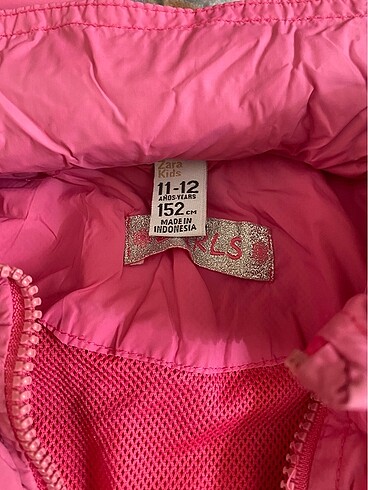 Zara
Kids
11-12
AÑOS-YEARS
152 CM
MADE IN
INDONESIA